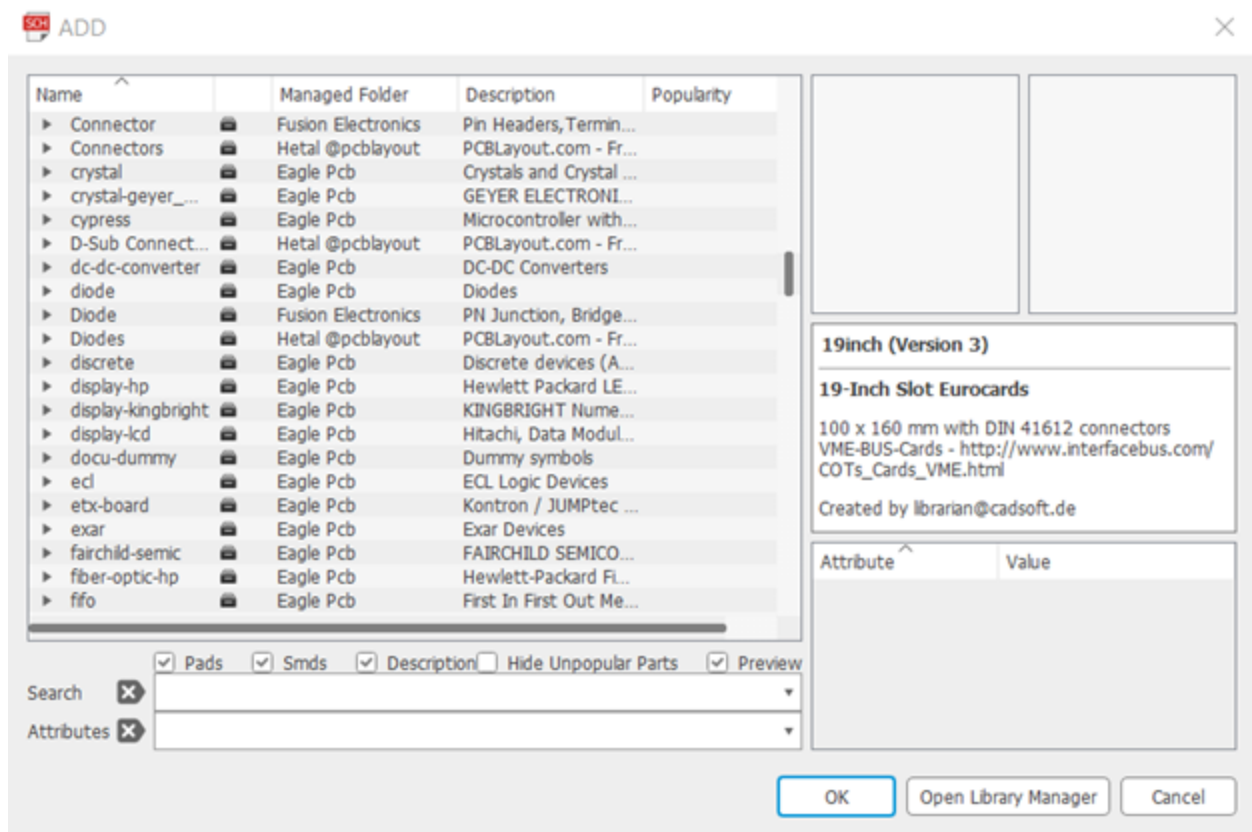 SCH ADD
Name Managed Folder Description Popularity
Connector Fusion Electronics Pin Headers,Termin...
Connectors Hetal @pcblayout PCBLayout.com - Fr...
crystal Eagle Pcb Crystals and Crystal ...
crystal-geyer_... Eagle Pcb GEYER ELECTRONI...
cypress Eagle Pcb Microcontroller with...
D-Sub Connect... Hetal @pcblayout PCBLayout.com - Fr...
dc-dc-converter Eagle Pcb DC-DC Converters
diode Eagle Pcb Diodes
Diode Fusion Electronics PN Junction, Bridge...
Diodes Hetal @pcblayout PCBLayout.com - Fr...
discrete Eagle Pcb Discrete devices (A...
display-hp Eagle Pcb Hewlett Packard LE...
display-kingbright Eagle Pcb KINGBRIGHT Nume...
display-lcd Eagle Pcb Hitachi, Data Modul...
docu-dummy Eagle Pcb Dummy symbols
ecl Eagle Pcb ECL Logic Devices
etx-board Eagle Pcb Kontron / JUMPtec ...
exar Eagle Pcb Exar Devices
fairchild-semic Eagle Pcb FAIRCHILD SEMICO...
fiber-optic-hp Eagle Pcb Hewlett-Packard Fi...
fifo Eagle Pcb First In First Out Me...
Pads Smds Description Hide Unpopular Parts Preview
Search
Attributes
19inch (Version 3)
19-Inch Slot Eurocards
100 x 160 mm with DIN 41612 connectors
VME-BUS-Cards - http://www.interfacebus.com/
COTs_Cards_VME.html
Created by librarian@cadsoft.de
Attribute Value
OK Open Library Manager Cancel